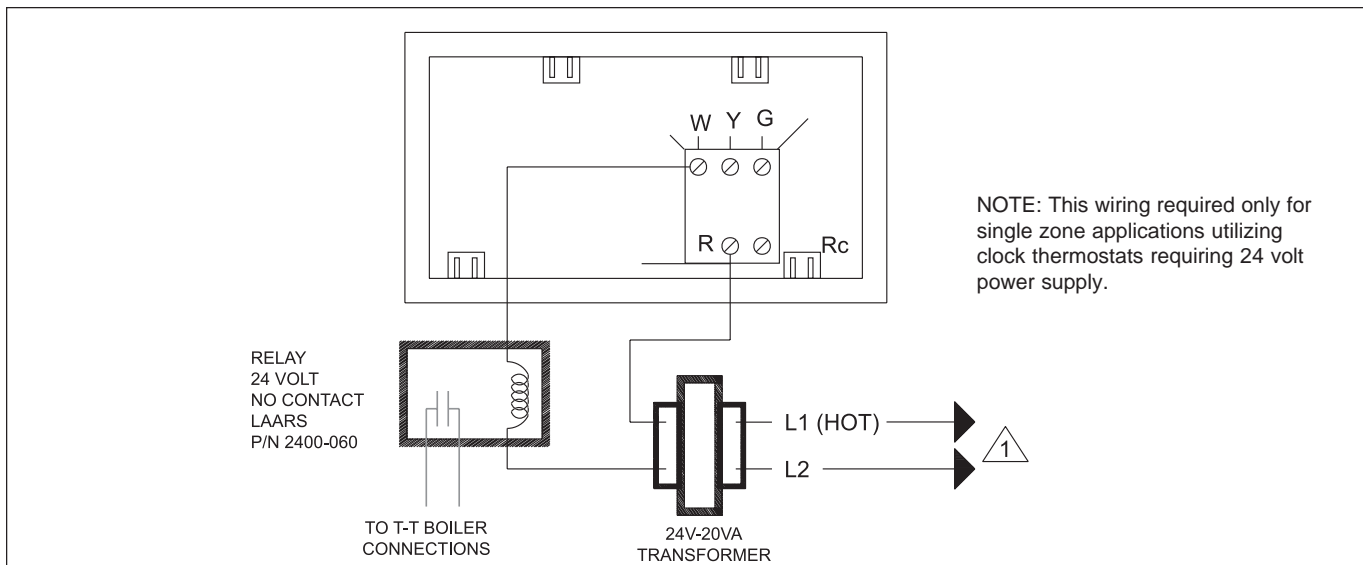 W Y G
R Rc
NOTE: This wiring required only for
single zone applications utilizing
clock thermostats requiring 24 volt
power supply.
RELAY
24 VOLT
NO CONTACT
LAARS
P/N 2400-060
L1 (HOT)
L2
1
TO T-T BOILER
CONNECTIONS
24V-20VA
TRANSFORMER